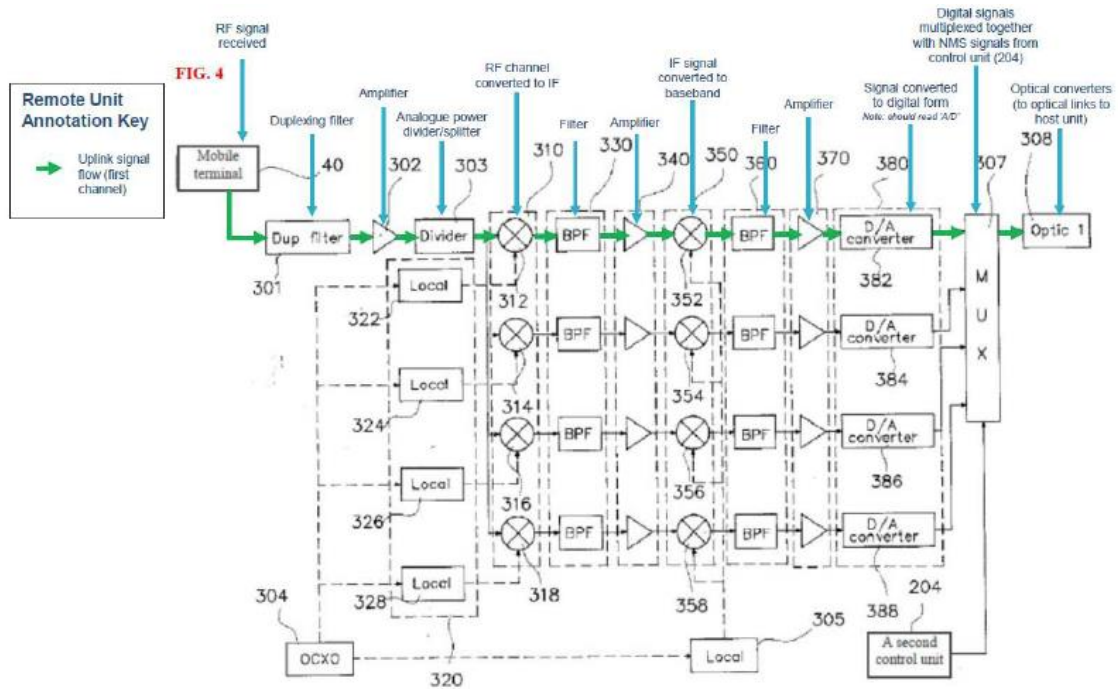 RF signal
received
FIG. 4
Remote Unit
Annotation Key
Uplink signal
flow (first
channel)
Mobile
terminal
40
Duplexing filter
Amplifier
302
Analogue power
divider/splitter
303
RF channel
converted to IF
310
Filter
330
Amplifier
340
IF signal
converted to
baseband
350
Filter
360
Amplifier
370
Signal converted
to digital form
Note: should read 'A/D'
380
Digital signals
multiplexed together
with NMS signals from
control unit (204)
307
Optical converters
(to optical links to
host unit)
308
Dup filter
301
Divider
BPF
BPF
D/A
converter
382
Optic 1
M
U
X
Local
322
312
352
BPF
BPF
D/A
converter
384
Local
324
314
354
BPF
BPF
D/A
converter
386
Local
326
316
356
BPF
BPF
D/A
converter
388
Local
328
318
358
304
OCXO
320
305
Local
204
A second
control unit